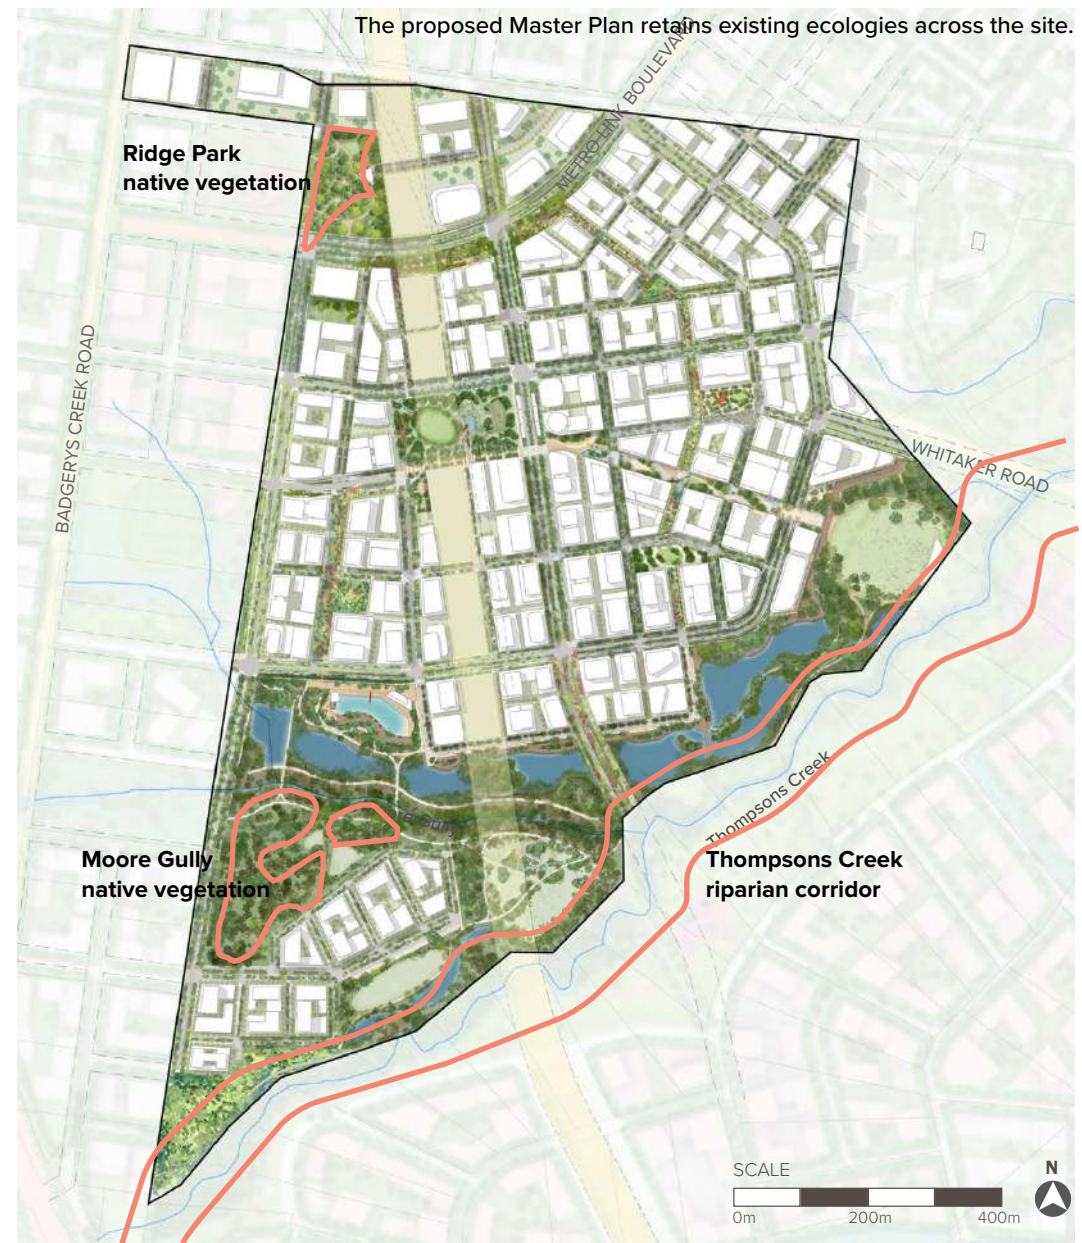 The proposed Master Plan retains existing ecologies across the site.
METRO LINK BOULEVARD
Ridge Park
native vegetation
BADGERYS CREEK ROAD
WHITAKER ROAD
Thompsons Creek
Moore Gully
native vegetation
Thompsons Creek
riparian corridor
SCALE
N
0m 200m 400m